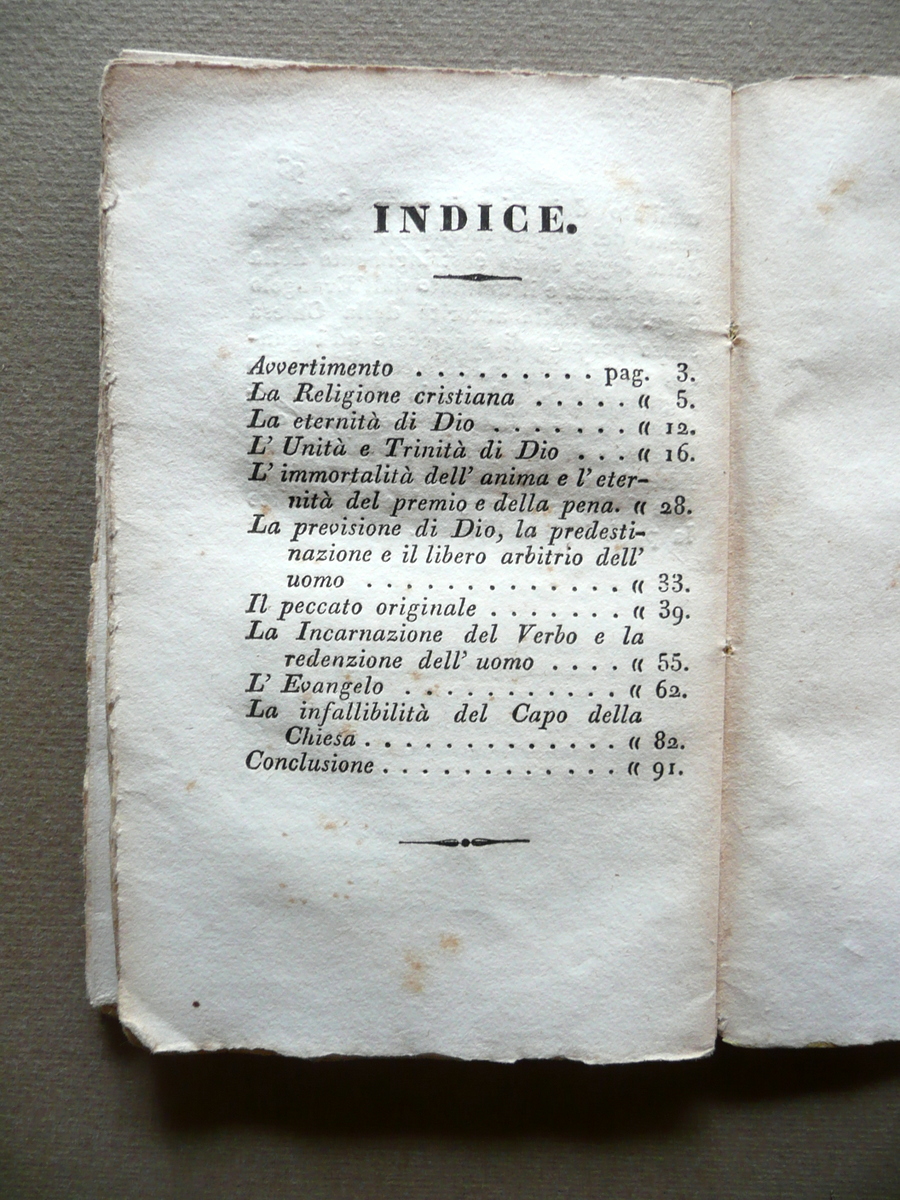 INDICE.
Avvertimento . . . . . . . . . pag. 3.
La Religione cristiana . . . . . « 5.
La eternità di Dio . . . . . . . « 12.
L' Unità e Trinità di Dio . . . « 16.
L' immortalità dell' anima e l' eter-
nità del premio e della pena. « 28.
La previsione di Dio, la predesti-
nazione e il libero arbitrio dell'
uomo . . . . . . . . . . . . . « 33.
Il peccato originale . . . . . . . « 39.
La Incarnazione del Verbo e la
redenzione dell' uomo . . . . « 55.
L' Evangelo . . . . . . . . . . . « 62.
La infallibilità del Capo della
Chiesa . . . . . . . . . . . . . « 82.
Conclusione . . . . . . . . . . . . « 91.